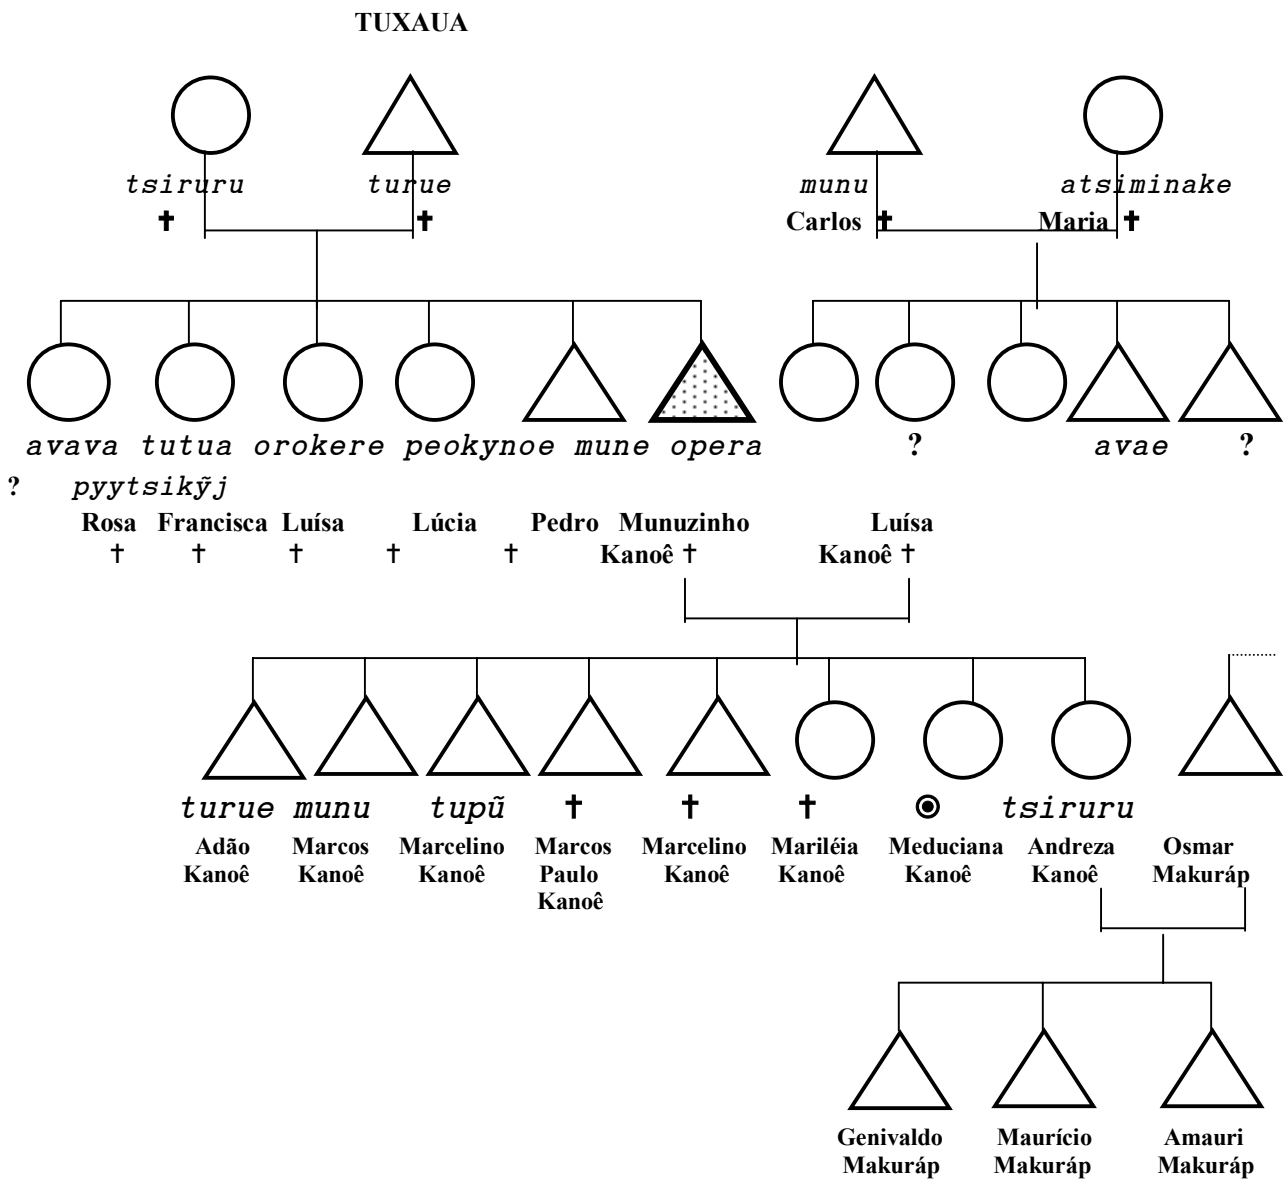 TUXAUA
tsiruru turue munu atsiminake
✝ ✝ Carlos ✝ Maria ✝
avava tutua orokere peokynoe mune opera ? avae ?
? pyytsikỹj
Rosa Francisca Luísa Lúcia Pedro Munuzinho Luísa
† † † † † Kanoê † Kanoê †
turue munu tupũ ✝ ✝ ✝ ◉ tsiruru
Adão Marcos Marcelino Marcos Marcelino Mariléia Meduciana Andreza Osmar
Kanoê Kanoê Kanoê Paulo Kanoê Kanoê Kanoê Kanoê Makuráp
Kanoê
Genivaldo Maurício Amauri
Makuráp Makuráp Makuráp